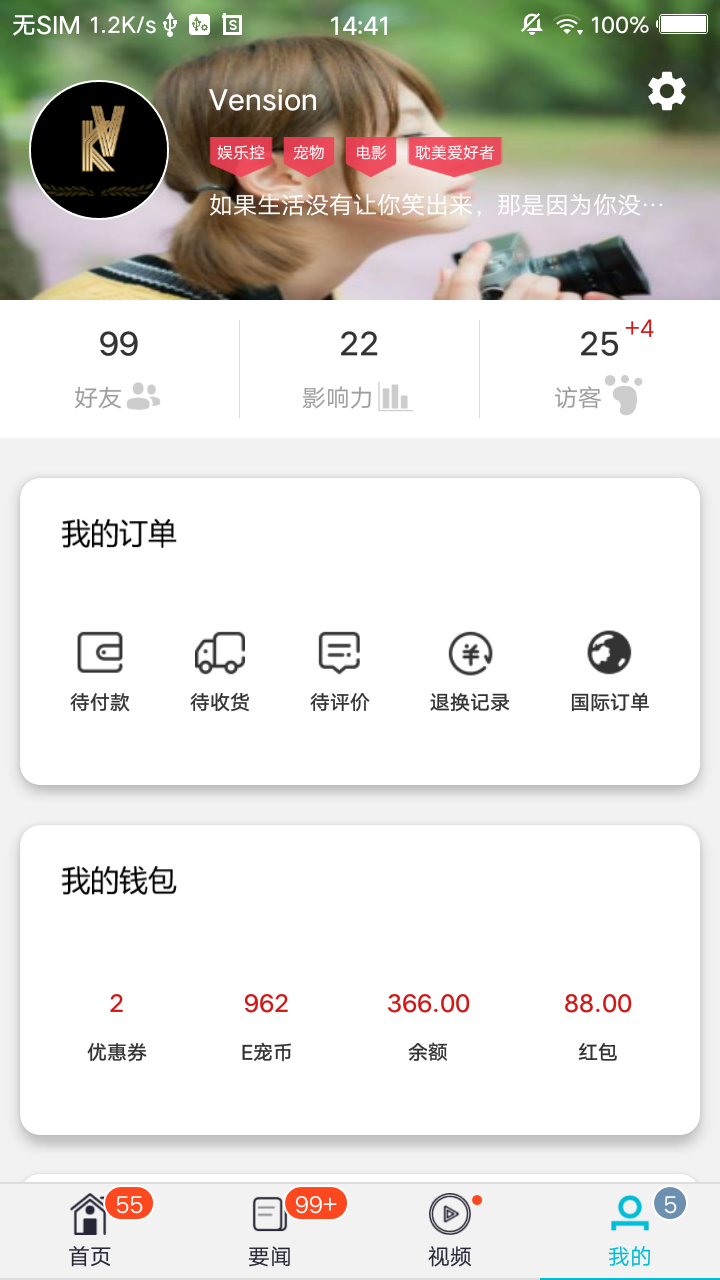 无SIM 1.2K/s 14:41 100%
Vension
娱乐控 宠物 电影 耽美爱好者
如果生活没有让你笑出来，那是因为你没…
99 22 25 +4
好友 影响力 访客
我的订单
待付款 待收货 待评价 退换记录 国际订单
我的钱包
2 962 366.00 88.00
优惠券 E宠币 余额 红包
55 99+ 5
首页 要闻 视频 我的